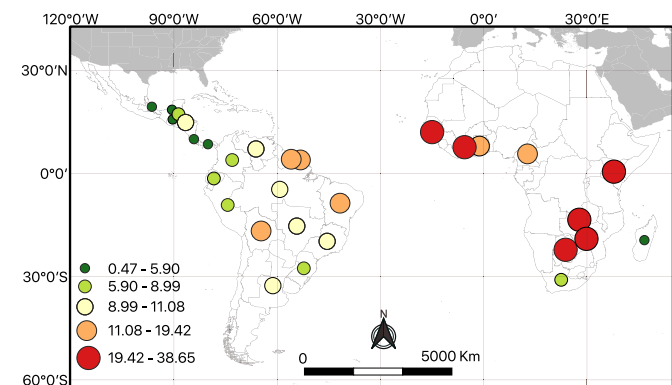 120°0'W 90°0'W 60°0'W 30°0'W 0°0' 30°0'E
30°0'N
0°0'
30°0'S
60°0'S
0.47 - 5.90
5.90 - 8.99
8.99 - 11.08
11.08 - 19.42
19.42 - 38.65
N
0 5000 Km